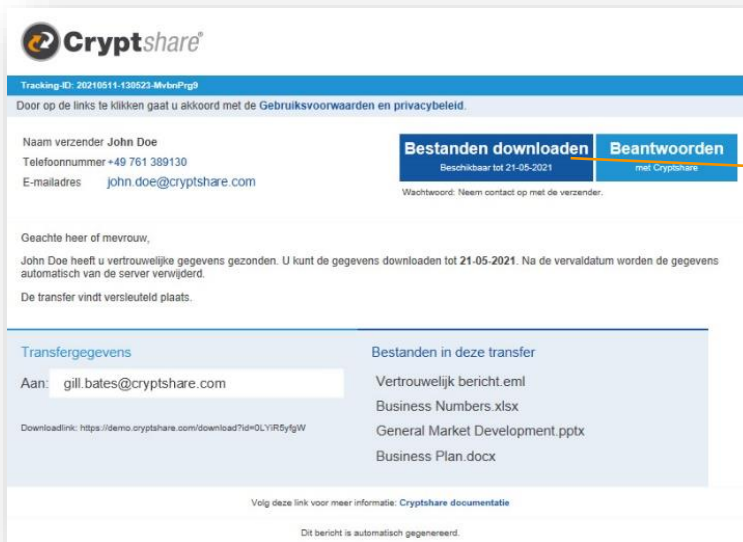 Cryptshare®
Tracking-ID: 20210511-130523-MvbnPrg9
Door op de links te klikken gaat u akkoord met de Gebruiksvoorwaarden en privacybeleid.
Naam verzender John Doe
Telefoonnummer +49 761 389130
E-mailadres john.doe@cryptshare.com
Bestanden downloaden
Beschikbaar tot 21-05-2021
Beantwoorden
met Cryptshare
Wachtwoord: Neem contact op met de verzender.
Geachte heer of mevrouw,
John Doe heeft u vertrouwelijke gegevens gezonden. U kunt de gegevens downloaden tot 21-05-2021. Na de vervaldatum worden de gegevens
automatisch van de server verwijderd.
De transfer vindt versleuteld plaats.
Transfergegevens
Aan: gill.bates@cryptshare.com
Downloadlink: https://demo.cryptshare.com/download?id=0LYiR5yfgW
Bestanden in deze transfer
Vertrouwelijk bericht.eml
Business Numbers.xlsx
General Market Development.pptx
Business Plan.docx
Volg deze link voor meer informatie: Cryptshare documentatie
Dit bericht is automatisch gegenereerd.